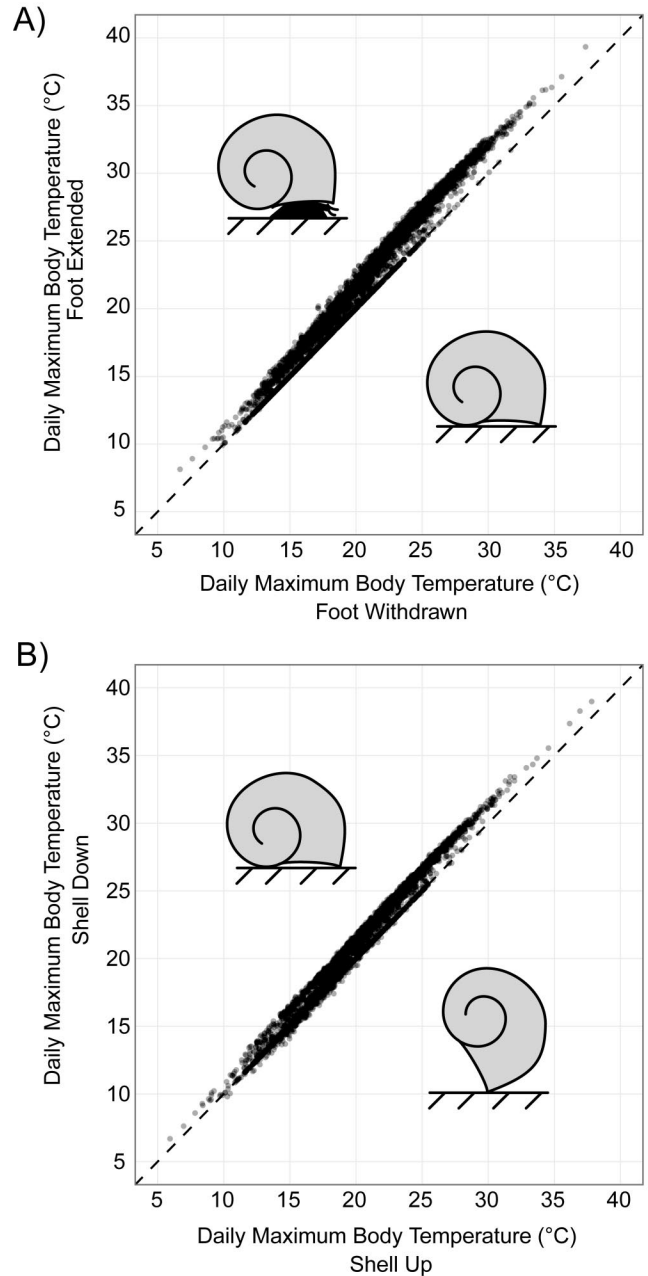 A)
Daily Maximum Body Temperature (°C)
Foot Extended
40
35
30
25
20
15
10
5
5 10 15 20 25 30 35 40
Daily Maximum Body Temperature (°C)
Foot Withdrawn
B)
Daily Maximum Body Temperature (°C)
Shell Down
40
35
30
25
20
15
10
5
5 10 15 20 25 30 35 40
Daily Maximum Body Temperature (°C)
Shell Up